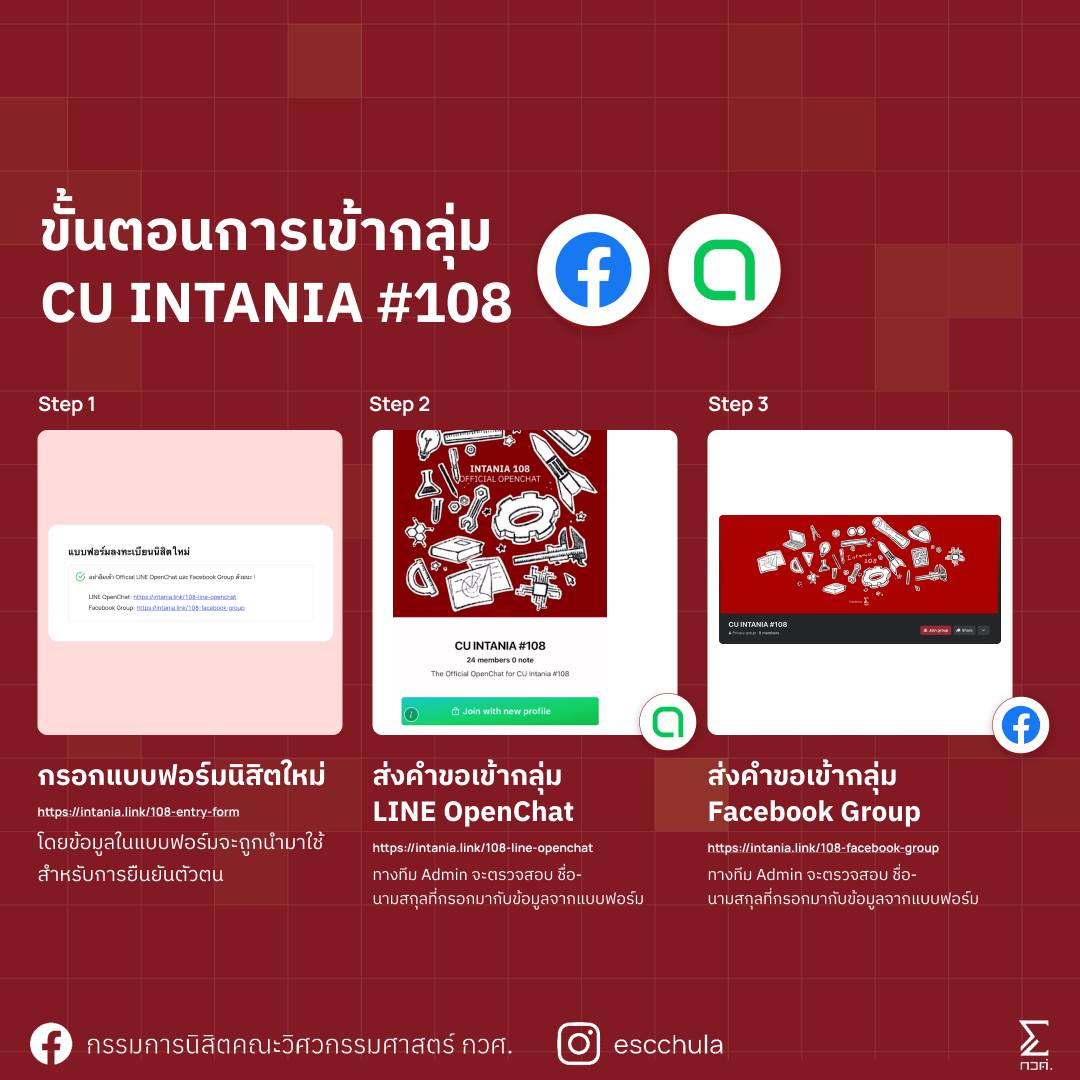 ขั้นตอนการเข้ากลุ่ม
CU INTANIA #108
Step 1
แบบฟอร์มลงทะเบียนนิสิตใหม่
อย่าลืมเข้า Official LINE OpenChat และ Facebook Group ด้วยนะ !
LINE OpenChat: https://intania.link/108-line-openchat
Facebook Group: https://intania.link/108-facebook-group
กรอกแบบฟอร์มนิสิตใหม่
https://intania.link/108-entry-form
โดยข้อมูลในแบบฟอร์มจะถูกนำมาใช้
สำหรับการยืนยันตัวตน
Step 2
INTANIA 108
OFFICIAL OPENCHAT
CU INTANIA #108
24 members 0 note
The Official OpenChat for CU Intania #108
Join with new profile
ส่งคำขอเข้ากลุ่ม
LINE OpenChat
https://intania.link/108-line-openchat
ทางทีม Admin จะตรวจสอบ ชื่อ-
นามสกุลที่กรอกมากับข้อมูลจากแบบฟอร์ม
Step 3
Intania
108
CU INTANIA #108
Private group · 9 members
Join group
Share
ส่งคำขอเข้ากลุ่ม
Facebook Group
https://intania.link/108-facebook-group
ทางทีม Admin จะตรวจสอบ ชื่อ-
นามสกุลที่กรอกมากับข้อมูลจากแบบฟอร์ม
กรรมการนิสิตคณะวิศวกรรมศาสตร์ กวศ.
escchula
กวศ.